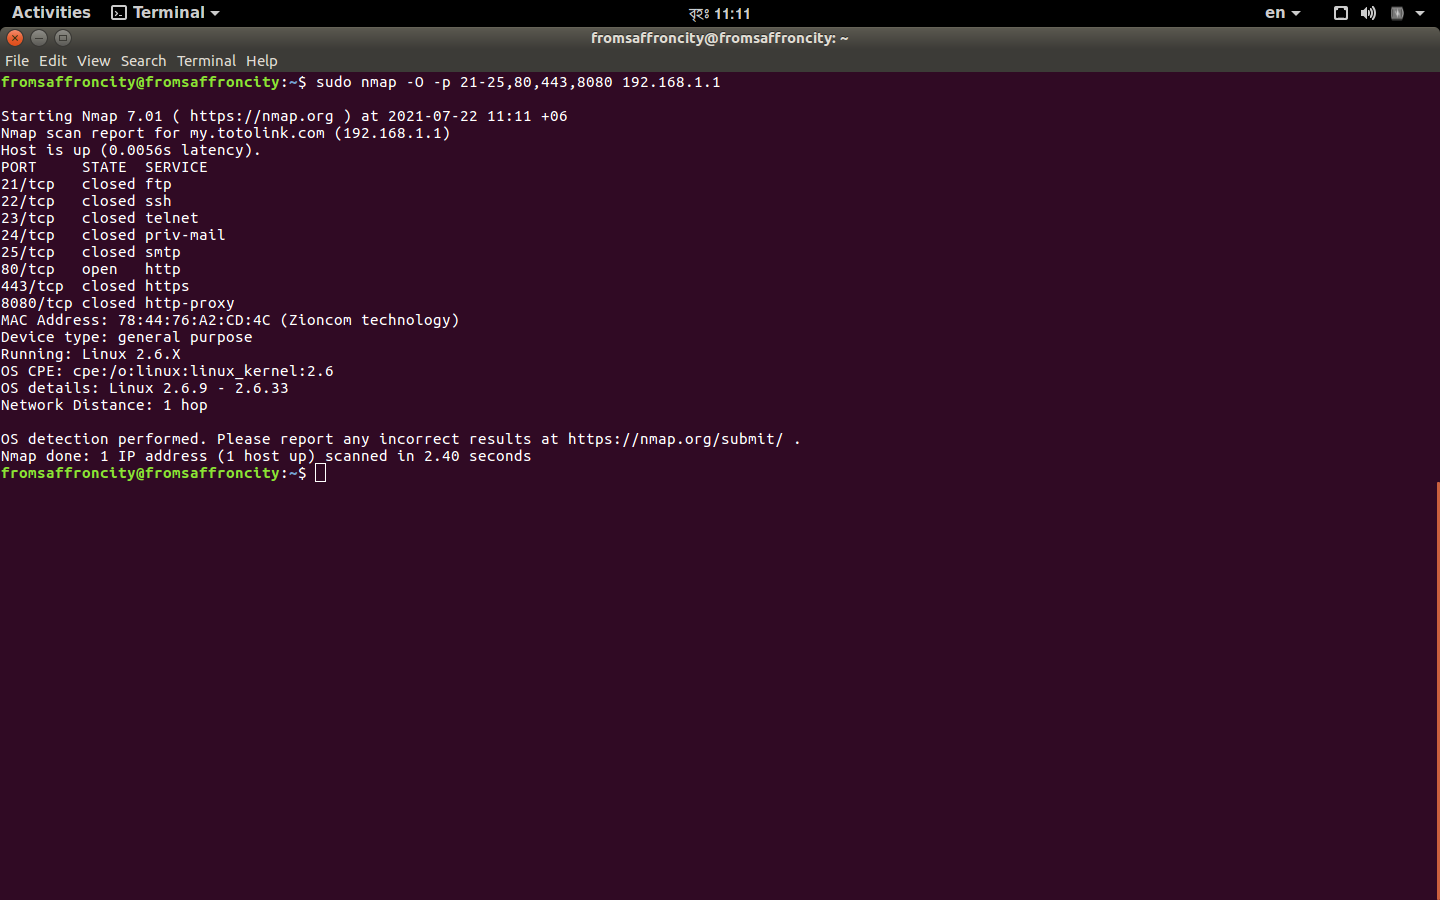 Activities Terminal বৃহঃ 11:11 en
fromsaffroncity@fromsaffroncity: ~
File Edit View Search Terminal Help
fromsaffroncity@fromsaffroncity:~$ sudo nmap -O -p 21-25,80,443,8080 192.168.1.1
Starting Nmap 7.01 ( https://nmap.org ) at 2021-07-22 11:11 +06
Nmap scan report for my.totolink.com (192.168.1.1)
Host is up (0.0056s latency).
PORT     STATE  SERVICE
21/tcp   closed ftp
22/tcp   closed ssh
23/tcp   closed telnet
24/tcp   closed priv-mail
25/tcp   closed smtp
80/tcp   open   http
443/tcp  closed https
8080/tcp closed http-proxy
MAC Address: 78:44:76:A2:CD:4C (Zioncom technology)
Device type: general purpose
Running: Linux 2.6.X
OS CPE: cpe:/o:linux:linux_kernel:2.6
OS details: Linux 2.6.9 - 2.6.33
Network Distance: 1 hop
OS detection performed. Please report any incorrect results at https://nmap.org/submit/ .
Nmap done: 1 IP address (1 host up) scanned in 2.40 seconds
fromsaffroncity@fromsaffroncity:~$